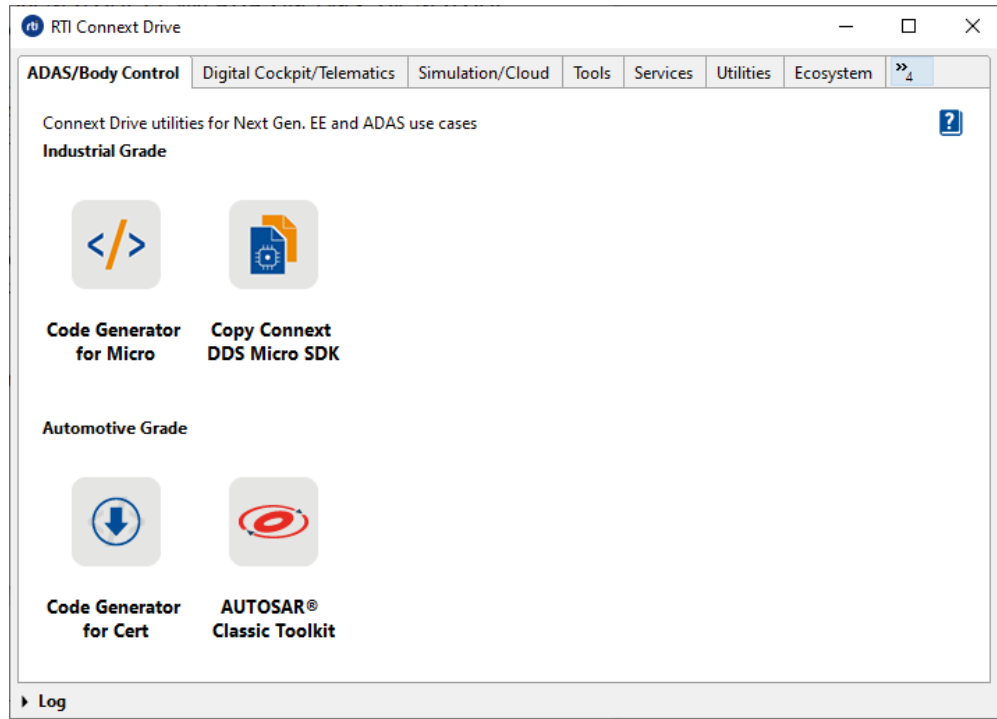 rti RTI Connext Drive
ADAS/Body Control Digital Cockpit/Telematics Simulation/Cloud Tools Services Utilities Ecosystem »4
Connext Drive utilities for Next Gen. EE and ADAS use cases
?
Industrial Grade
</>
Code Generator
for Micro
Copy Connext
DDS Micro SDK
Automotive Grade
Code Generator
for Cert
AUTOSAR®
Classic Toolkit
Log